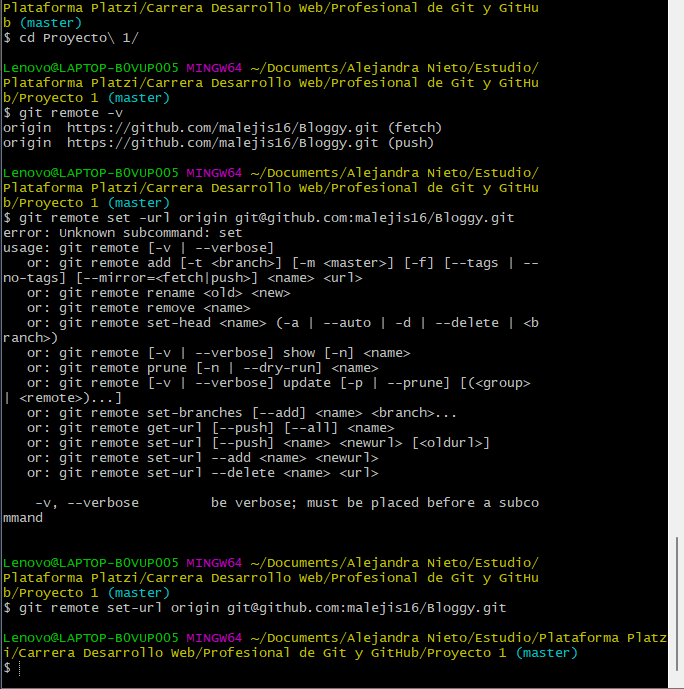 Plataforma Platzi/Carrera Desarrollo Web/Profesional de Git y GitHu
b (master)
$ cd Proyecto\ 1/
Lenovo@LAPTOP-B0VUP005 MINGW64 ~/Documents/Alejandra Nieto/Estudio/
Plataforma Platzi/Carrera Desarrollo Web/Profesional de Git y GitHu
b/Proyecto 1 (master)
$ git remote -v
origin  https://github.com/malejis16/Bloggy.git (fetch)
origin  https://github.com/malejis16/Bloggy.git (push)
Lenovo@LAPTOP-B0VUP005 MINGW64 ~/Documents/Alejandra Nieto/Estudio/
Plataforma Platzi/Carrera Desarrollo Web/Profesional de Git y GitHu
b/Proyecto 1 (master)
$ git remote set -url origin git@github.com:malejis16/Bloggy.git
error: Unknown subcommand: set
usage: git remote [-v | --verbose]
   or: git remote add [-t <branch>] [-m <master>] [-f] [--tags | --
no-tags] [--mirror=<fetch|push>] <name> <url>
   or: git remote rename <old> <new>
   or: git remote remove <name>
   or: git remote set-head <name> (-a | --auto | -d | --delete | <b
ranch>)
   or: git remote [-v | --verbose] show [-n] <name>
   or: git remote prune [-n | --dry-run] <name>
   or: git remote [-v | --verbose] update [-p | --prune] [(<group>
| <remote>)...]
   or: git remote set-branches [--add] <name> <branch>...
   or: git remote get-url [--push] [--all] <name>
   or: git remote set-url [--push] <name> <newurl> [<oldurl>]
   or: git remote set-url --add <name> <newurl>
   or: git remote set-url --delete <name> <url>
    -v, --verbose         be verbose; must be placed before a subco
mmand
Lenovo@LAPTOP-B0VUP005 MINGW64 ~/Documents/Alejandra Nieto/Estudio/
Plataforma Platzi/Carrera Desarrollo Web/Profesional de Git y GitHu
b/Proyecto 1 (master)
$ git remote set-url origin git@github.com:malejis16/Bloggy.git
Lenovo@LAPTOP-B0VUP005 MINGW64 ~/Documents/Alejandra Nieto/Estudio/Plataforma Platz
i/Carrera Desarrollo Web/Profesional de Git y GitHub/Proyecto 1 (master)
$